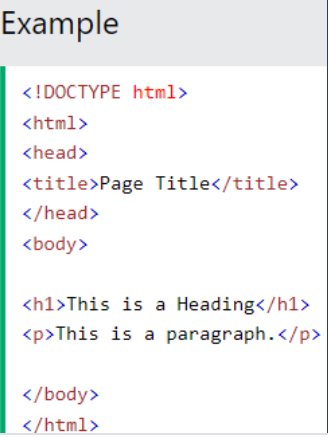 Example
<!DOCTYPE html>
<html>
<head>
<title>Page Title</title>
</head>
<body>
<h1>This is a Heading</h1>
<p>This is a paragraph.</p>
</body>
</html>